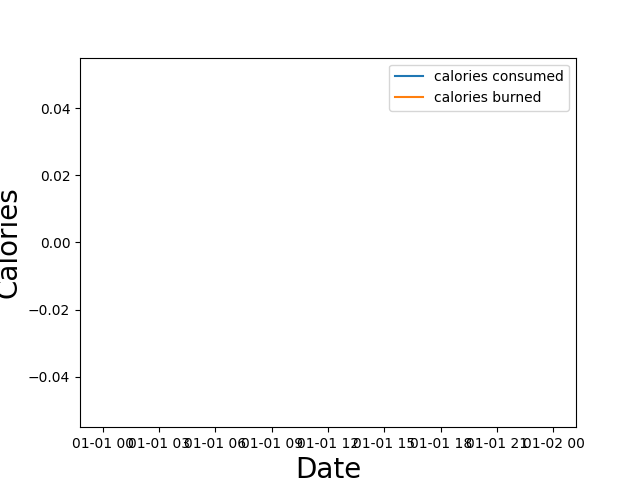 calories consumed
calories burned
0.04
0.02
0.00
−0.02
−0.04
Calories
01-01 00 01-01 03 01-01 06 01-01 09 01-01 12 01-01 15 01-01 18 01-01 21 01-02 00
Date